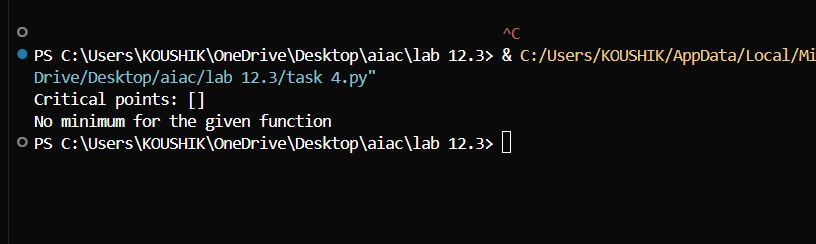 ^C
PS C:\Users\KOUSHIK\OneDrive\Desktop\aiac\lab 12.3> & C:/Users/KOUSHIK/AppData/Local/Mi
Drive/Desktop/aiac/lab 12.3/task 4.py"
Critical points: []
No minimum for the given function
PS C:\Users\KOUSHIK\OneDrive\Desktop\aiac\lab 12.3>